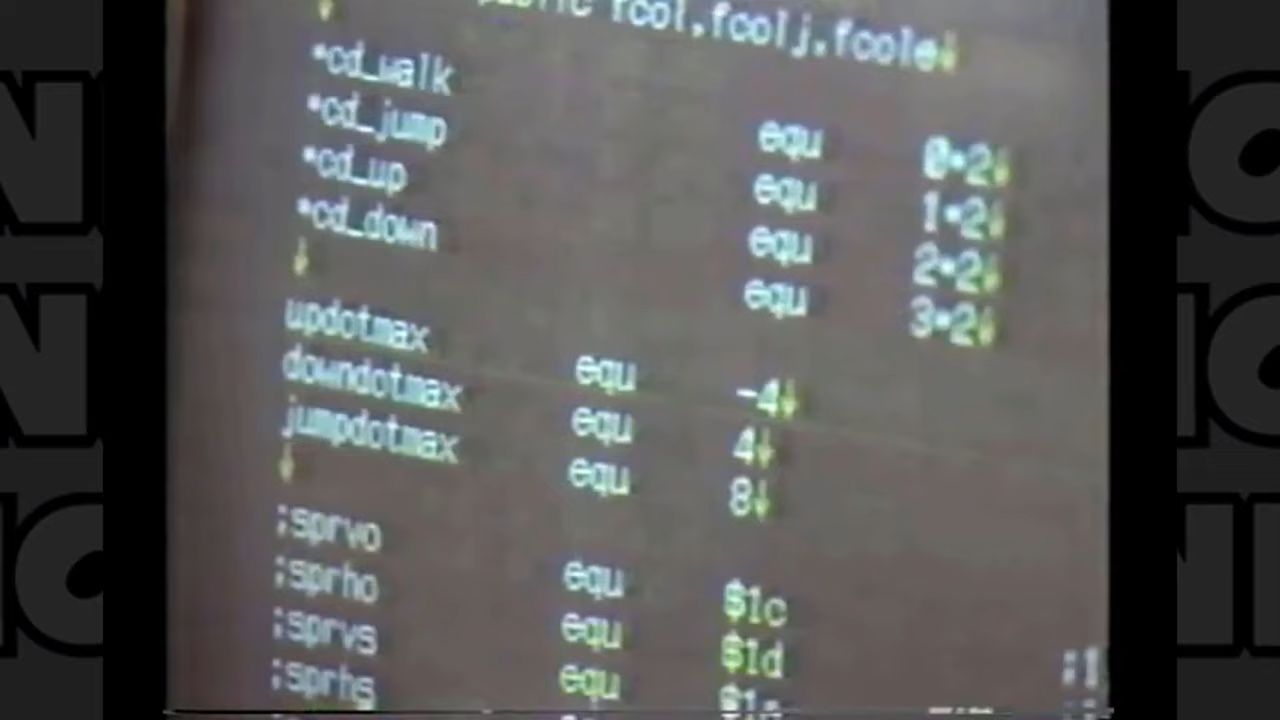 public fcol,fcolj,fcole↓
↓
*cd_walk equ 0*2↓
*cd_jump equ 1*2↓
*cd_up equ 2*2↓
*cd_down equ 3*2↓
↓
updotmax equ -4↓
downdotmax equ 4↓
jumpdotmax equ 8↓
↓
;sprvo equ $1c
;sprho equ $1d
;sprvs equ
;sprhs